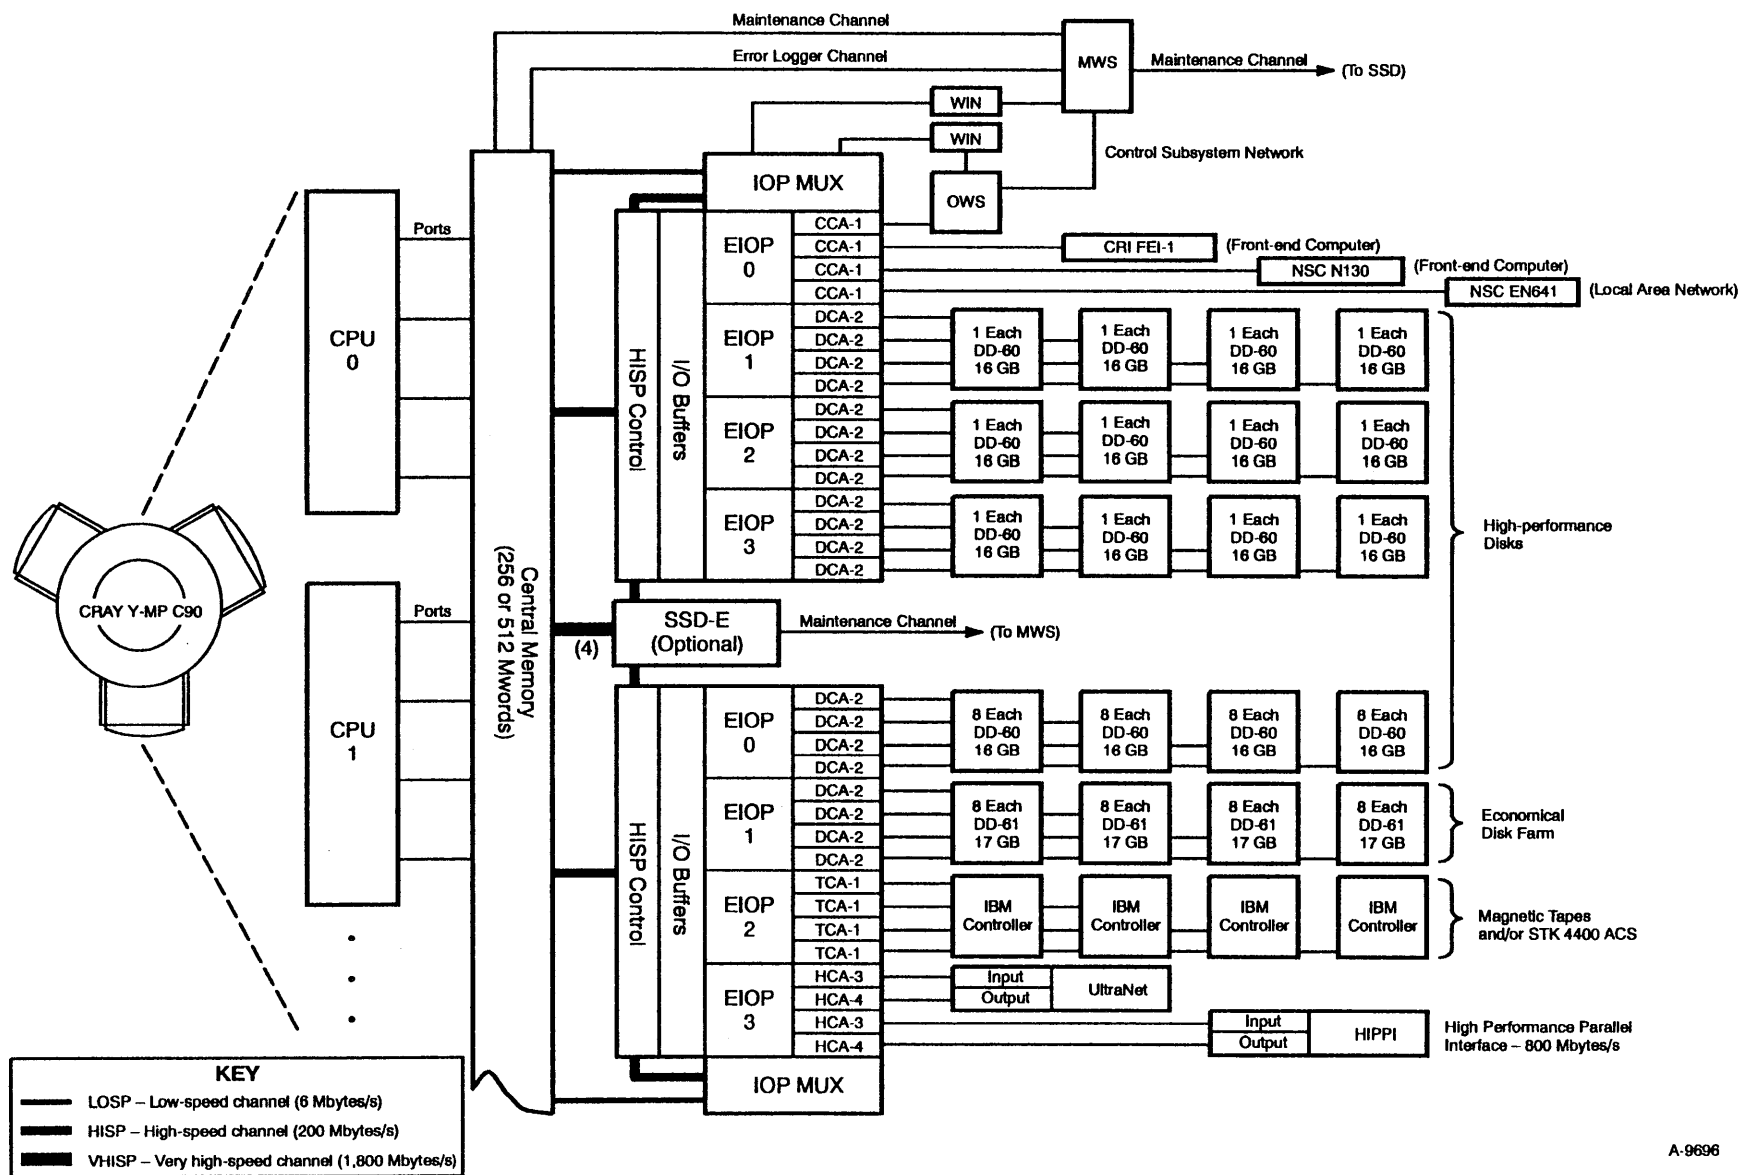 Maintenance Channel
Error Logger Channel
MWS
Maintenance Channel
(To SSD)
WIN
WIN
Control Subsystem Network
OWS
IOP MUX
Ports
CPU
0
HISP Control
I/O Buffers
EIOP
0
CCA-1
CCA-1
CCA-1
CCA-1
CRI FEI-1
(Front-end Computer)
NSC N130
(Front-end Computer)
NSC EN641
(Local Area Network)
EIOP
1
DCA-2
DCA-2
DCA-2
DCA-2
1 Each
DD-60
16 GB
1 Each
DD-60
16 GB
1 Each
DD-60
16 GB
1 Each
DD-60
16 GB
EIOP
2
DCA-2
DCA-2
DCA-2
DCA-2
1 Each
DD-60
16 GB
1 Each
DD-60
16 GB
1 Each
DD-60
16 GB
1 Each
DD-60
16 GB
EIOP
3
DCA-2
DCA-2
DCA-2
DCA-2
1 Each
DD-60
16 GB
1 Each
DD-60
16 GB
1 Each
DD-60
16 GB
1 Each
DD-60
16 GB
High-performance
Disks
Central Memory
(256 or 512 Mwords)
CRAY Y-MP C90
Ports
CPU
1
(4)
SSD-E
(Optional)
Maintenance Channel
(To MWS)
HISP Control
I/O Buffers
EIOP
0
DCA-2
DCA-2
DCA-2
DCA-2
8 Each
DD-60
16 GB
8 Each
DD-60
16 GB
8 Each
DD-60
16 GB
8 Each
DD-60
16 GB
EIOP
1
DCA-2
DCA-2
DCA-2
DCA-2
8 Each
DD-61
17 GB
8 Each
DD-61
17 GB
8 Each
DD-61
17 GB
8 Each
DD-61
17 GB
Economical
Disk Farm
EIOP
2
TCA-1
TCA-1
TCA-1
TCA-1
IBM
Controller
IBM
Controller
IBM
Controller
IBM
Controller
Magnetic Tapes
and/or STK 4400 ACS
EIOP
3
HCA-3
HCA-4
HCA-3
HCA-4
Input
Output
UltraNet
Input
Output
HIPPI
High Performance Parallel
Interface – 800 Mbytes/s
IOP MUX
KEY
LOSP – Low-speed channel (6 Mbytes/s)
HISP – High-speed channel (200 Mbytes/s)
VHISP – Very high-speed channel (1,800 Mbytes/s)
A-9696